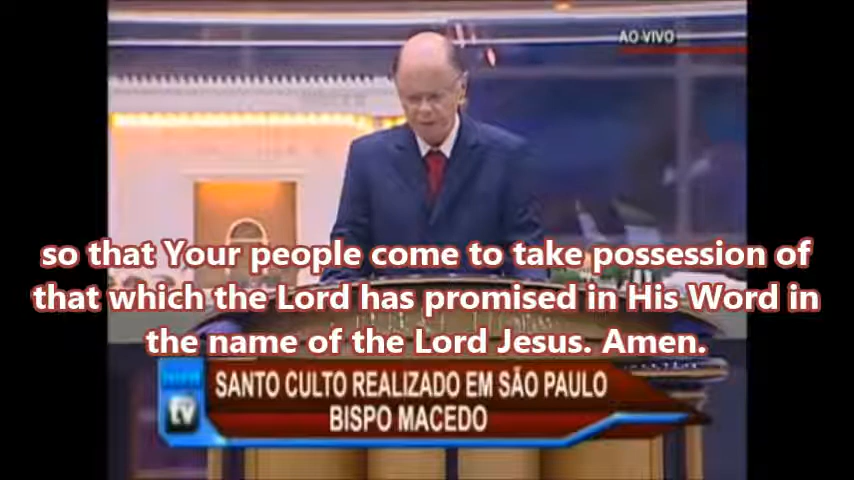 AO VIVO
so that Your people come to take possession of
that which the Lord has promised in His Word in
the name of the Lord Jesus. Amen.
tv
SANTO CULTO REALIZADO EM SÃO PAULO
BISPO MACEDO